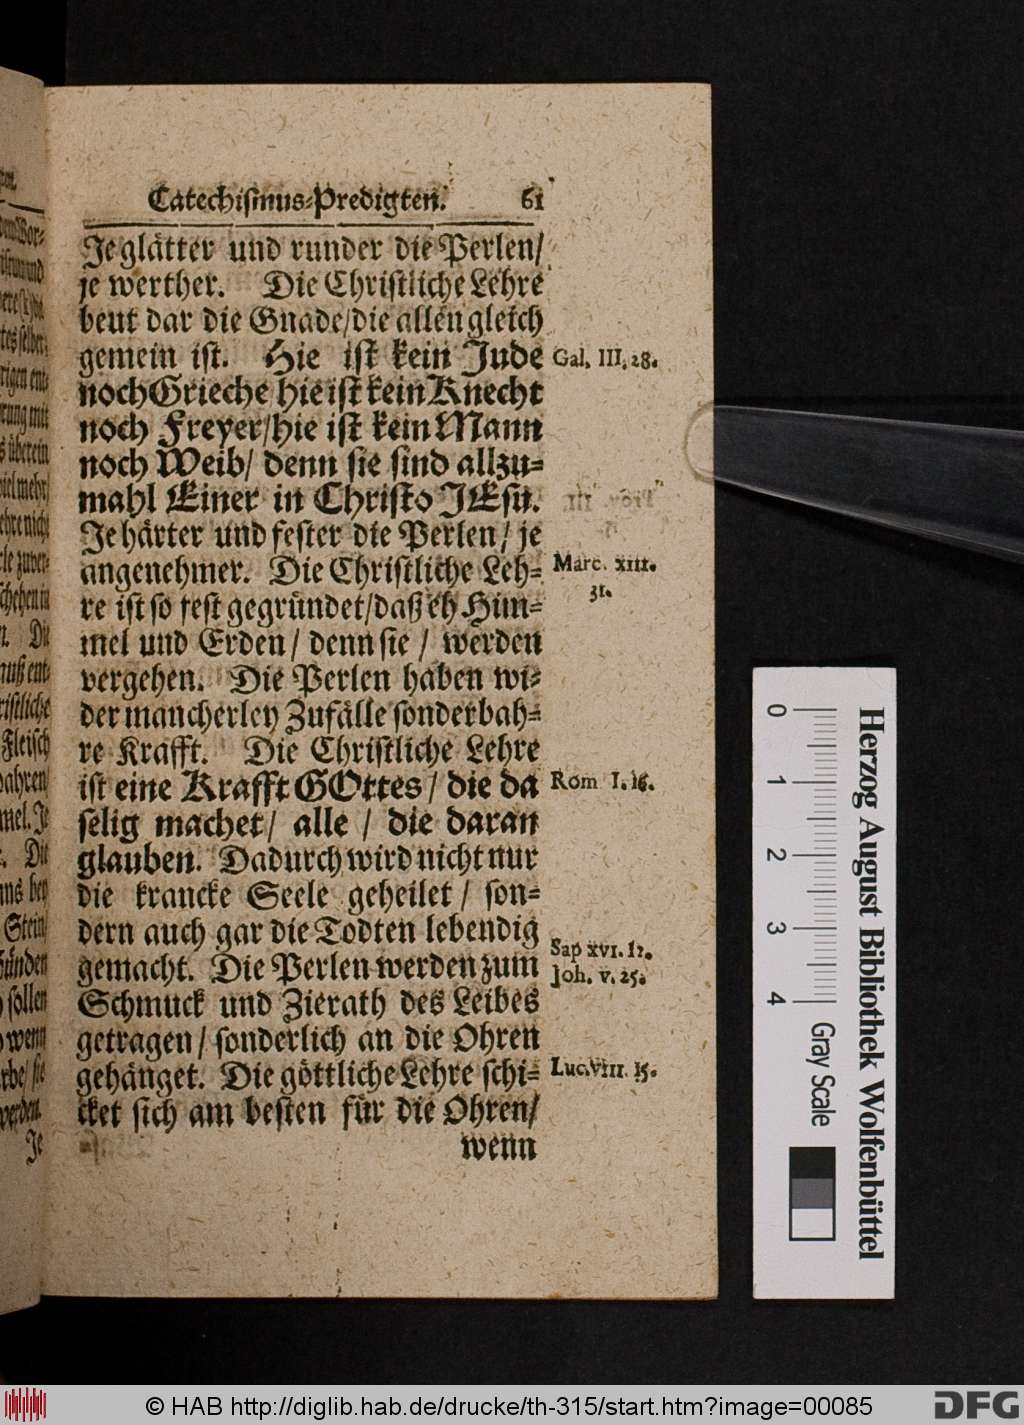 Catechismus-Predigten. 61
Je glätter und runder die Perlen/
je werther. Die Christliche Lehre
beut dar die Gnade/die allen gleich
gemein ist. Hie ist kein Jude Gal. III, 28.
noch Grieche hie ist kein Knecht
noch Freyer/hie ist kein Mann
noch Weib/ denn sie sind allzu-
mahl Einer in Christo JEsu.
Je härter und fester die Perlen/ je
angenehmer. Die Christliche Leh- Marc. XIII.
31.
re ist so fest gegründet/daß eh Him-
mel und Erden/ denn sie/ werden
vergehen. Die Perlen haben wi-
der mancherley Zufälle sonderbah-
re Krafft. Die Christliche Lehre
ist eine Krafft GOttes/ die da Rom I. 16.
selig machet/ alle/ die daran
glauben. Dadurch wird nicht nur
die krancke Seele geheilet/ son-
dern auch gar die Todten lebendig
Sap XVI. 12.
gemacht. Die Perlen werden zum
Joh. V. 25.
Schmuck und Zierath des Leibes
getragen/ sonderlich an die Ohren
gehänget. Die göttliche Lehre schi- Luc. VIII. 15.
cket sich am besten für die Ohren/
wenn
Herzog August Bibliothek Wolfenbüttel
0 1 2 3 4 Gray Scale
© HAB http://diglib.hab.de/drucke/th-315/start.htm?image=00085
DFG